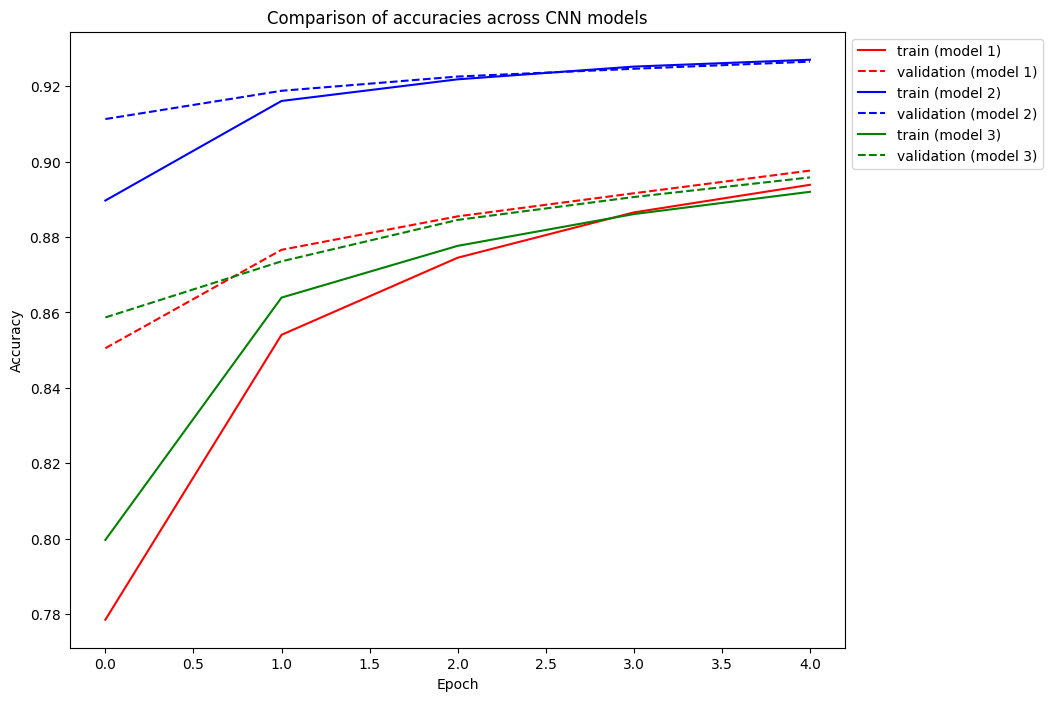 Comparison of accuracies across CNN models
train (model 1)
validation (model 1)
train (model 2)
validation (model 2)
train (model 3)
validation (model 3)
Accuracy
0.92
0.90
0.88
0.86
0.84
0.82
0.80
0.78
0.0 0.5 1.0 1.5 2.0 2.5 3.0 3.5 4.0
Epoch